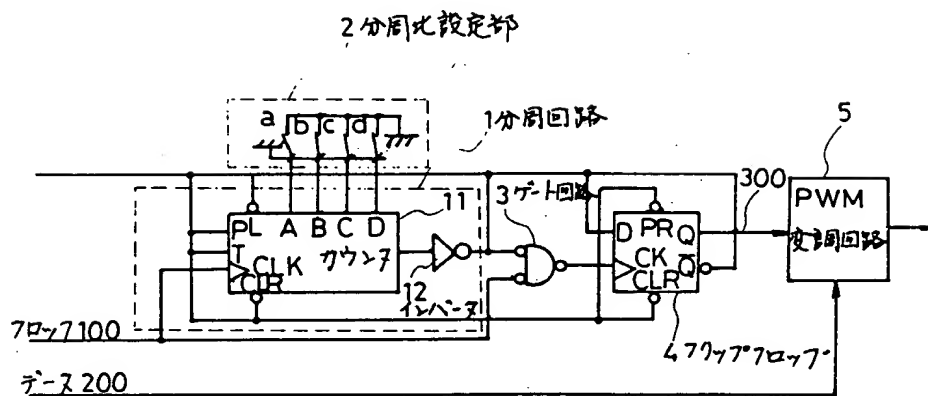 2分周比設定部
a b c d
1分周回路
5
11
3ゲート回路
300
PL A B C D
T
CLK
カウンタ
CLR
12
インバータ
D PR Q
CK Q
CLR
PWM
変調回路
クロック100
4フリップフロップ
データ200